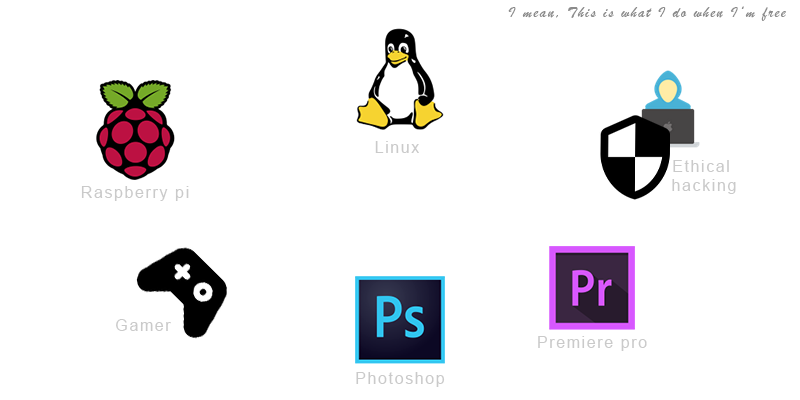 I mean, This is what I do when I'm free
Linux
Raspberry pi
Ethical
hacking
Gamer
Ps
Photoshop
Pr
Premiere pro